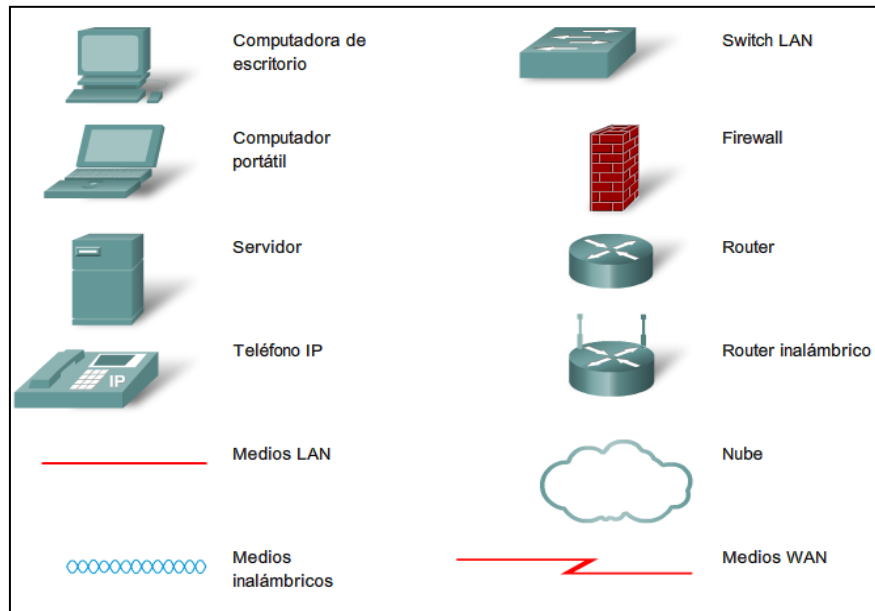 Computadora de
escritorio
Switch LAN
Computador
portátil
Firewall
Servidor
Router
Teléfono IP
IP
Router inalámbrico
Medios LAN
Nube
Medios
inalámbricos
Medios WAN